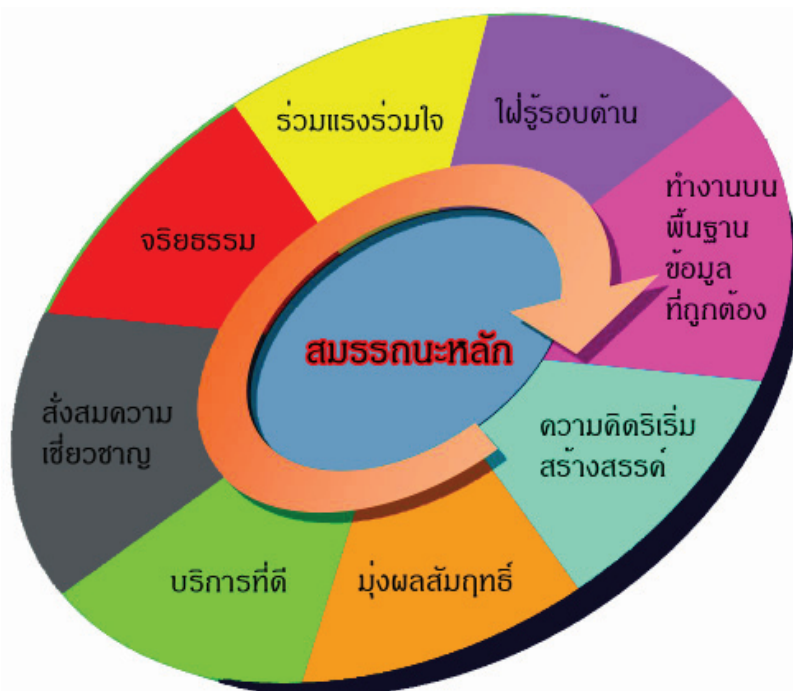 ร่วมแรงร่วมใจ
ใฝ่รู้รอบด้าน
ทำงานบน
พื้นฐาน
ข้อมูล
ที่ถูกต้อง
จริยธรรม
สมรรถนะหลัก
สั่งสมความ
เชี่ยวชาญ
ความคิดริเริ่ม
สร้างสรรค์
บริการที่ดี
มุ่งผลสัมฤทธิ์